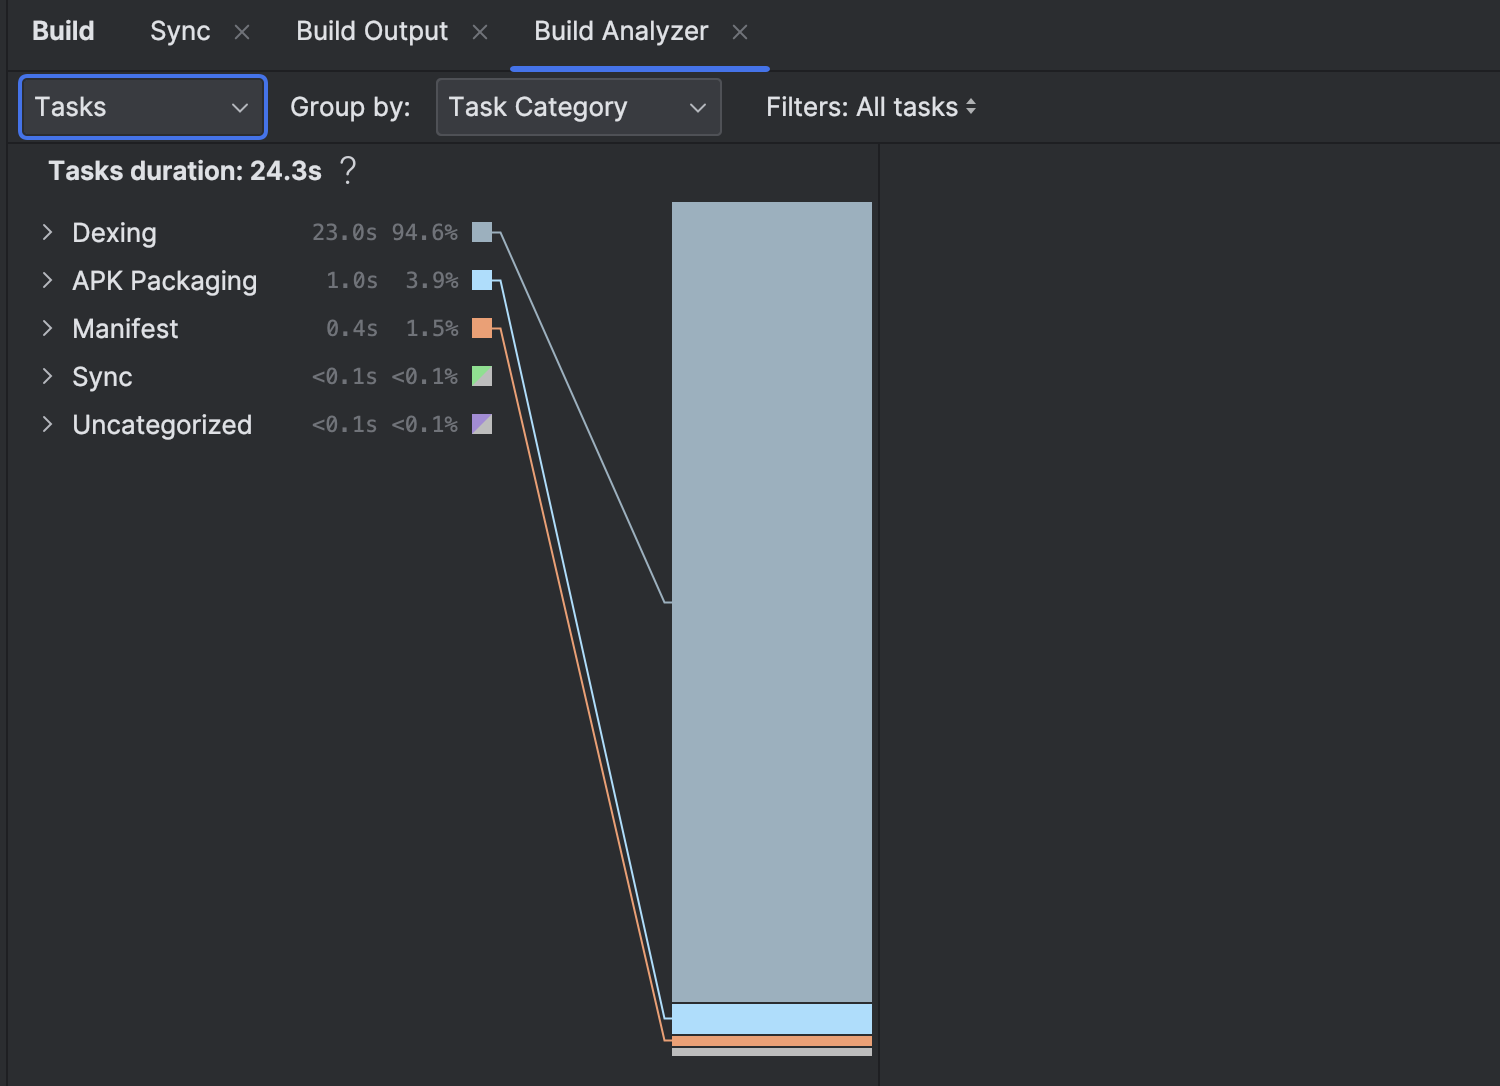 Build Sync Build Output Build Analyzer
Tasks Group by: Task Category Filters: All tasks
Tasks duration: 24.3s ?
Dexing 23.0s 94.6%
APK Packaging 1.0s 3.9%
Manifest 0.4s 1.5%
Sync <0.1s <0.1%
Uncategorized <0.1s <0.1%